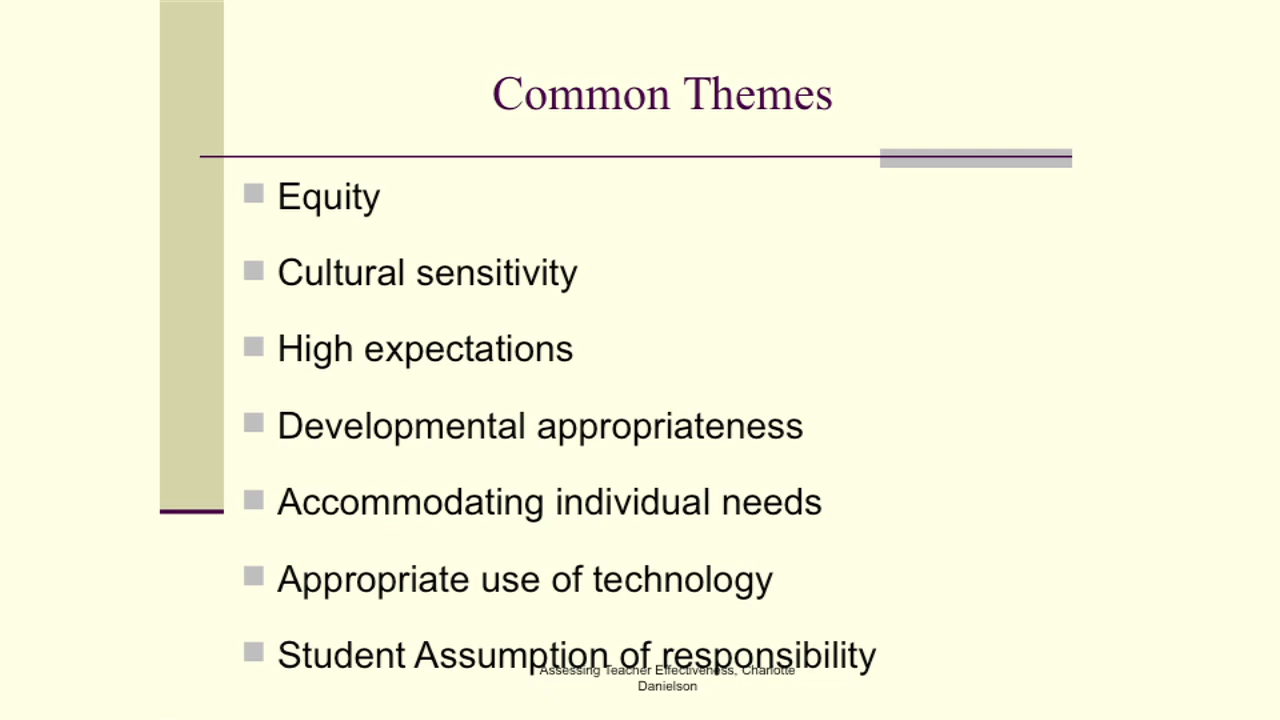 Common Themes
Equity
Cultural sensitivity
High expectations
Developmental appropriateness
Accommodating individual needs
Appropriate use of technology
Student Assumption of responsibility
Assessing Teacher Effectiveness, Charlotte
Danielson